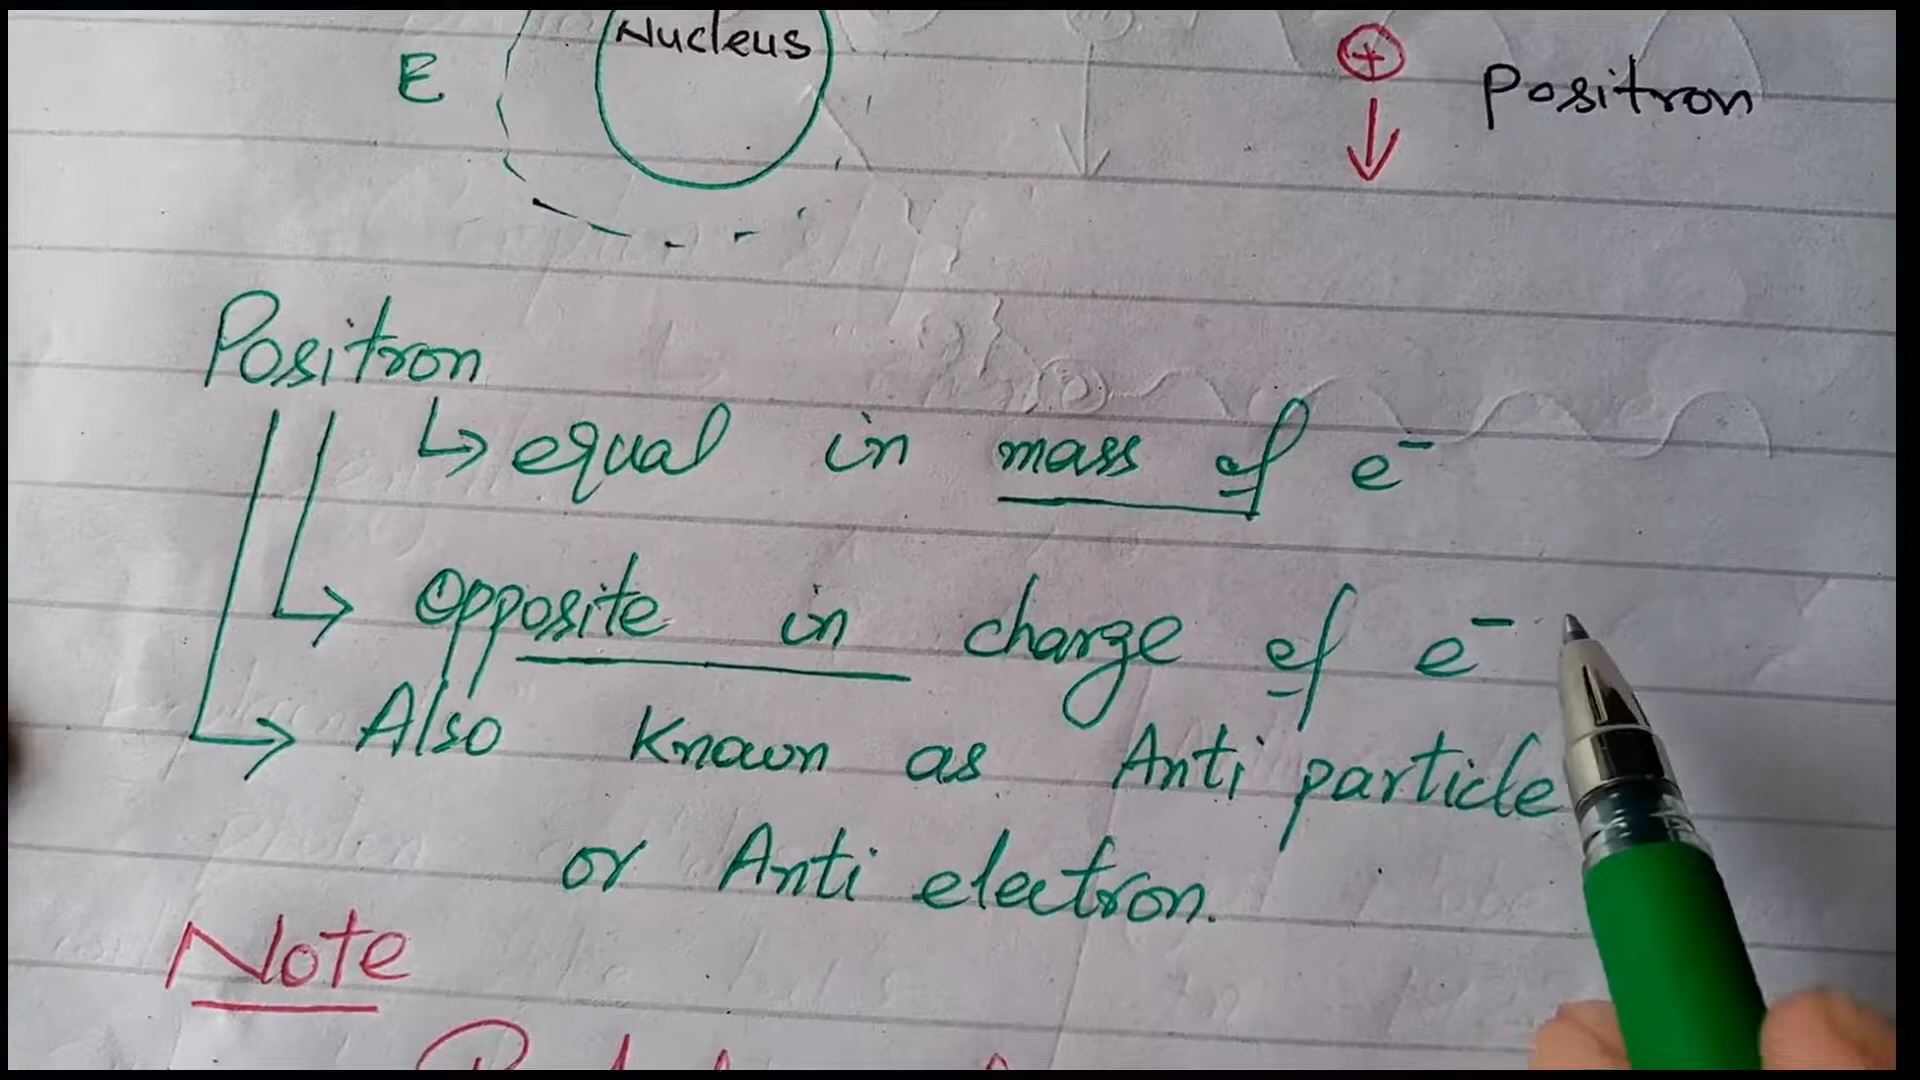 Nucleus
E
+
Positron
Positron
↳ equal in mass of e⁻
→ Opposite in charge of e⁻
→ Also Known as Anti particle
or Anti electron.
Note